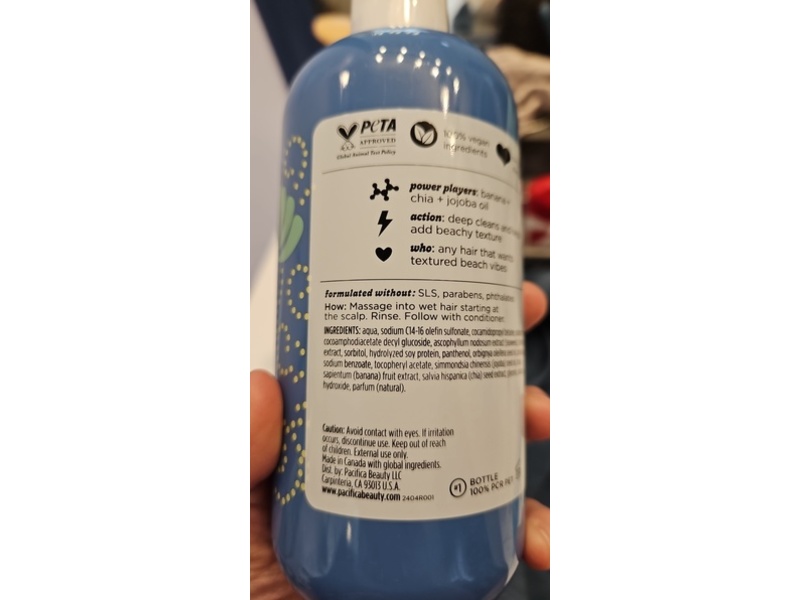 PETA
APPROVED
Global Animal Test Policy
100% vegan
ingredients
power players: banana +
chia + jojoba oil
action: deep cleans
add beachy texture
who: any hair that wants
textured beach vibes
Formulated without: SLS, parabens, phthalates
How: Massage into wet hair starting at
the scalp. Rinse. Follow with conditioner.
INGREDIENTS: aqua, sodium C14-16 olefin sulfonate,
cocoamphodiacetate decyl glucoside, ascophyllum nodosum extract
extract, sorbitol, hydrolyzed soy protein, panthenol,
sodium benzoate, tocopheryl acetate, simmondsia chinensis (jojoba)
sapientum (banana) fruit extract, salvia hispanica (chia) seed extract,
hydroxide, parfum (natural).
Caution: Avoid contact with eyes. If irritation
occurs, discontinue use. Keep out of reach
of children. External use only.
Made in Canada with global ingredients.
Dist. by: Pacifica Beauty LLC
Carpinteria, CA 93013 U.S.A.
www.pacificabeauty.com 2404R001
#1 BOTTLE
100% PCR PET